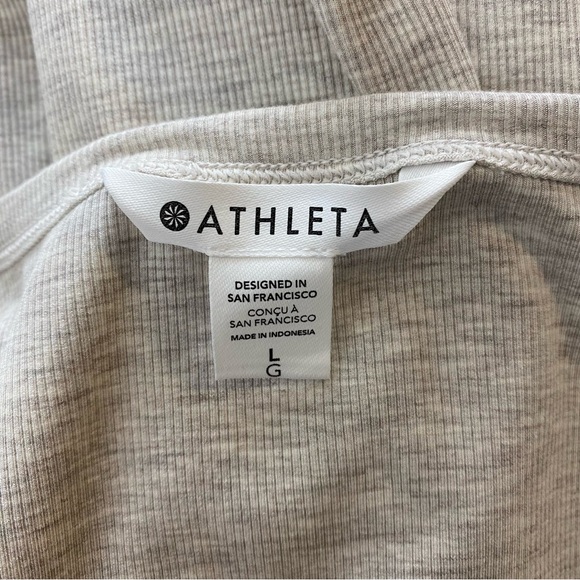 ATHLETA
DESIGNED IN
SAN FRANCISCO
CONÇU À
SAN FRANCISCO
MADE IN INDONESIA
L
G